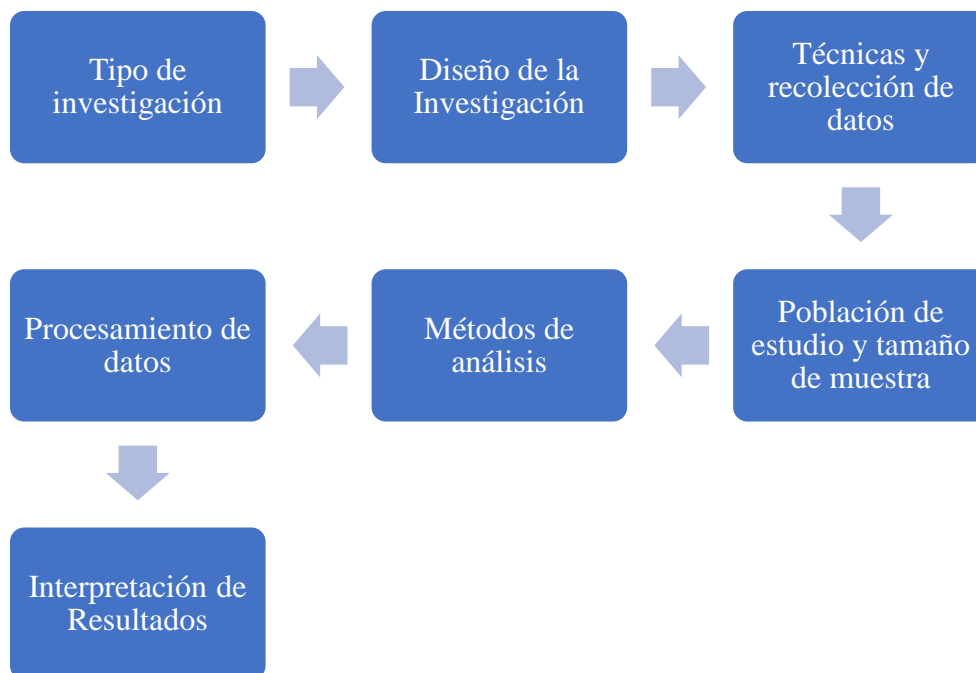 Tipo de
investigación
Diseño de la
Investigación
Técnicas y
recolección de
datos
Población de
estudio y tamaño
de muestra
Métodos de
análisis
Procesamiento de
datos
Interpretación de
Resultados